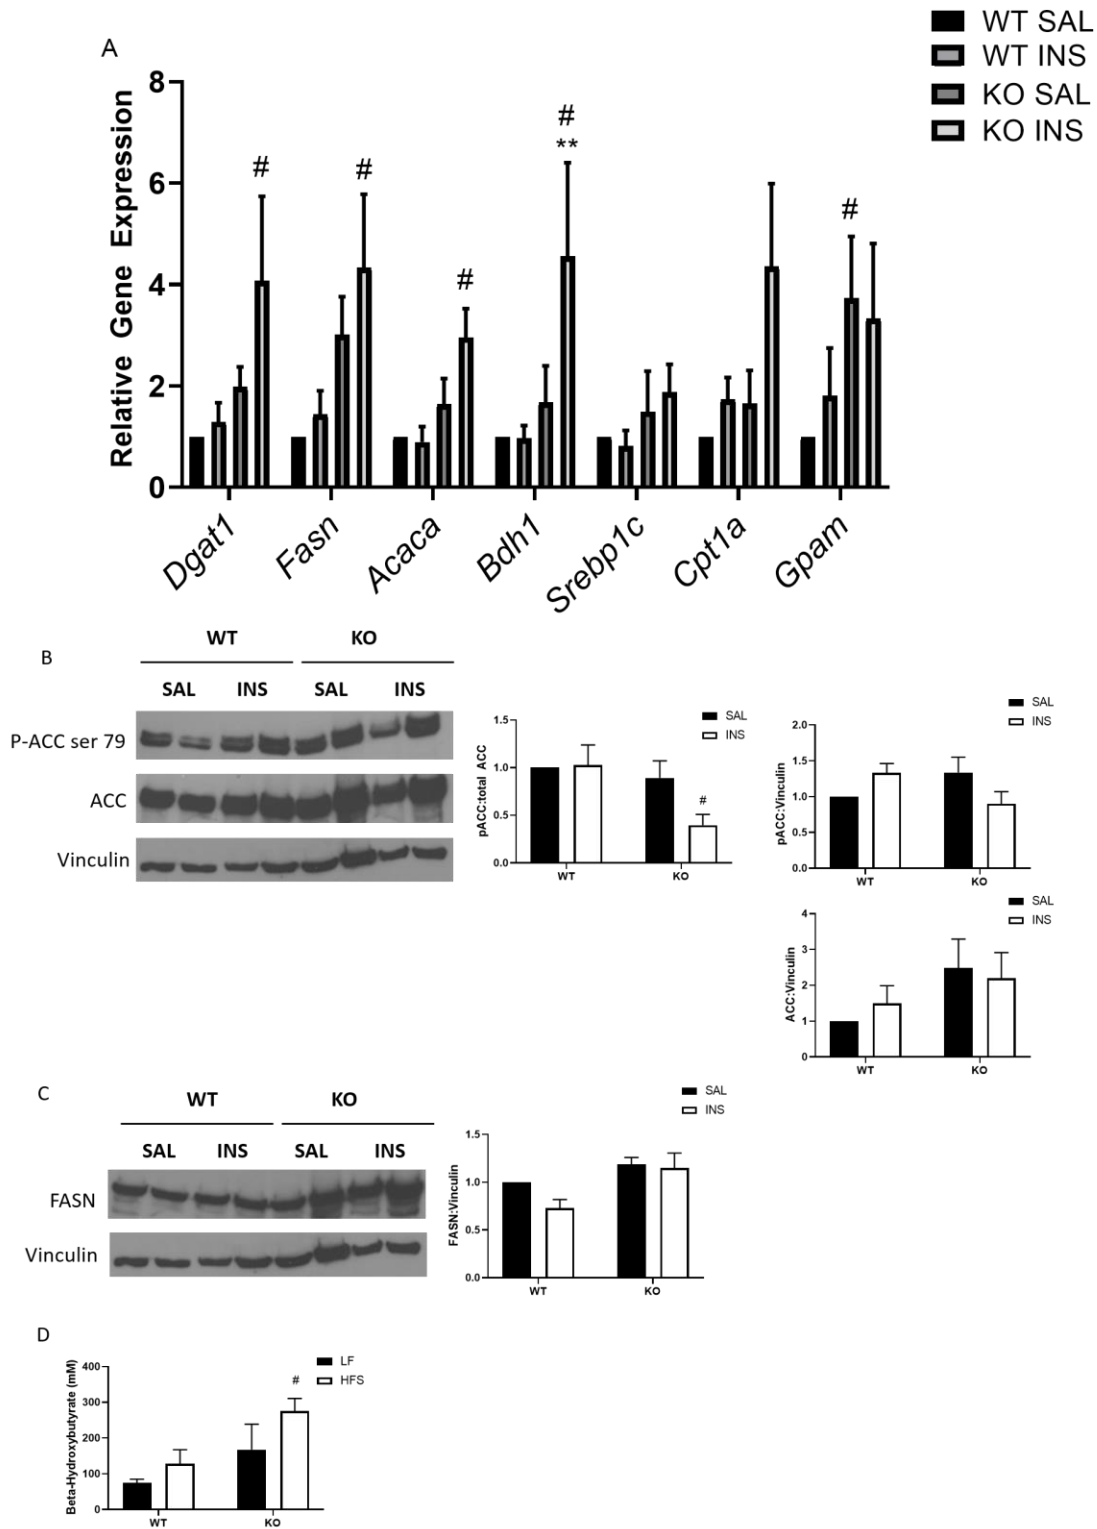 A
WT SAL
WT INS
KO SAL
KO INS
Relative Gene Expression
8
6
4
2
0
#
#
#
#
**
#
Dgat1
Fasn
Acaca
Bdh1
Srebp1c
Cpt1a
Gpam
B
WT
KO
SAL
INS
SAL
INS
P-ACC ser 79
ACC
Vinculin
SAL
INS
pACC:total ACC
1.5
1.0
0.5
0.0
#
WT
KO
SAL
INS
pACC:Vinculin
2.0
1.5
1.0
0.5
0.0
WT
KO
SAL
INS
ACC:Vinculin
4
3
2
1
0
WT
KO
C
WT
KO
SAL
INS
SAL
INS
FASN
Vinculin
SAL
INS
FASN:Vinculin
1.5
1.0
0.5
0.0
WT
KO
D
LF
HFS
Beta-Hydroxybutyrate (mM)
400
300
200
100
0
#
WT
KO